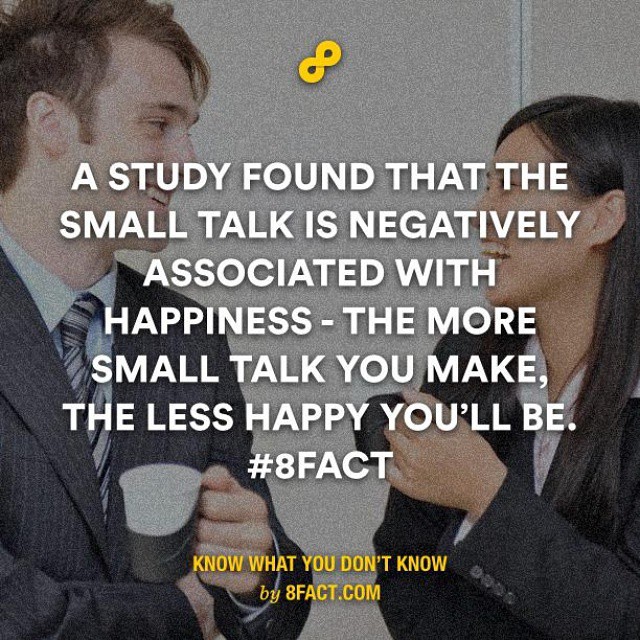 A STUDY FOUND THAT THE
SMALL TALK IS NEGATIVELY
ASSOCIATED WITH
HAPPINESS - THE MORE
SMALL TALK YOU MAKE,
THE LESS HAPPY YOU’LL BE.
#8FACT
KNOW WHAT YOU DON’T KNOW
by 8FACT.COM